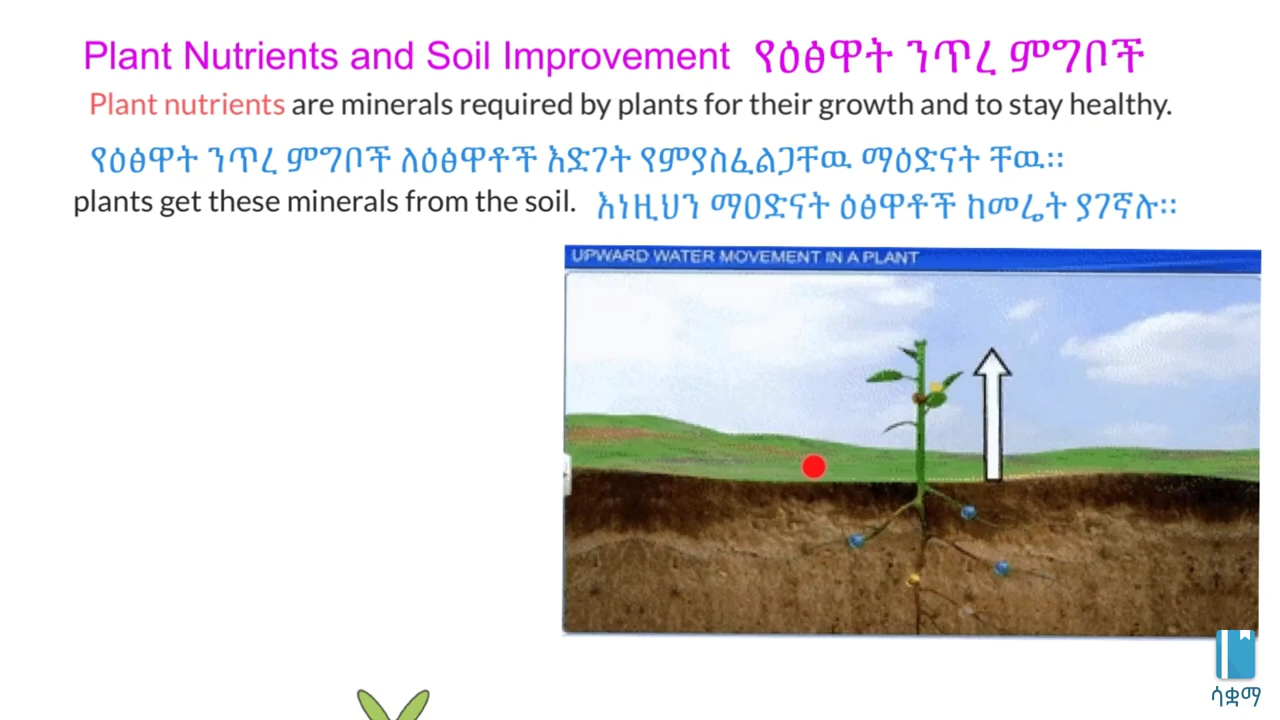 Plant Nutrients and Soil Improvement የዕፅዋት ንጥረ ምግቦች
Plant nutrients are minerals required by plants for their growth and to stay healthy.
የዕፅዋት ንጥረ ምግቦች ለዕፅዋቶች እድገት የምያስፈልጋቸዉ ማዕድናት ቸዉ፡፡
plants get these minerals from the soil. እነዚህን ማዐድናት ዕፅዋቶች ከመሬት ያገኛሉ፡፡
UPWARD WATER MOVEMENT IN A PLANT
ሳቋማ